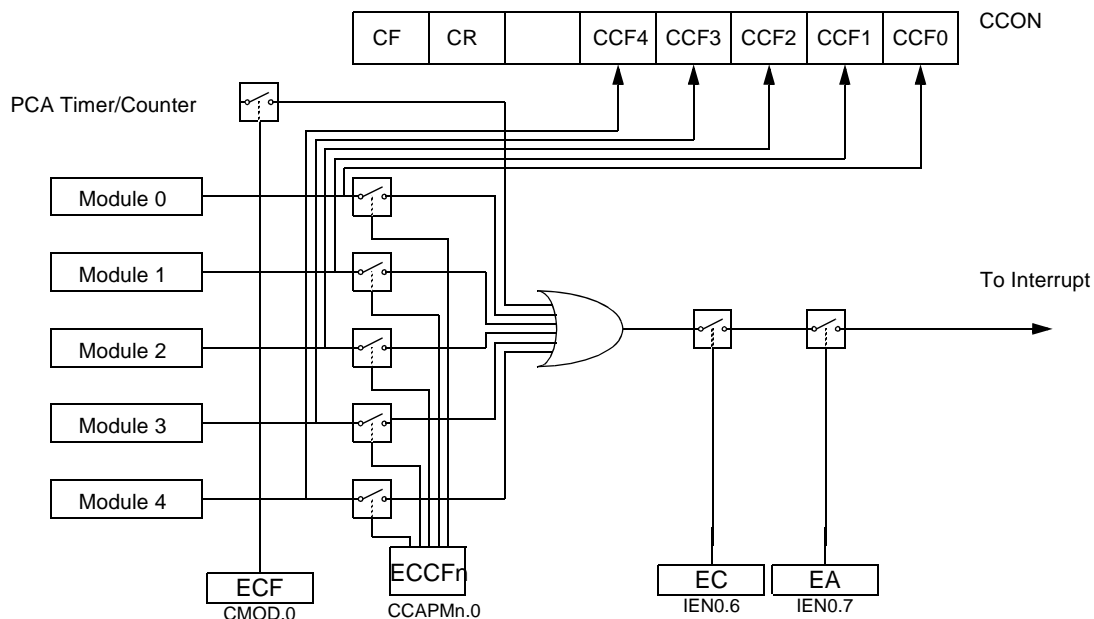 CF CR CCF4 CCF3 CCF2 CCF1 CCF0 CCON
PCA Timer/Counter
Module 0
Module 1
To Interrupt
Module 2
Module 3
Module 4
ECF
CMOD.0
ECCFn
CCAPMn.0
EC
IEN0.6
EA
IEN0.7